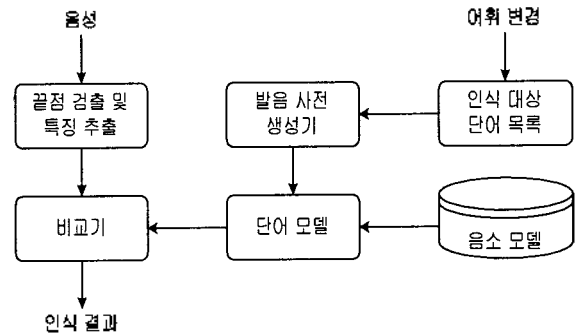 음성
어휘 변경
끝점 검출 및
특징 추출
발음 사전
생성기
인식 대상
단어 목록
비교기
단어 모델
음소 모델
인식 결과